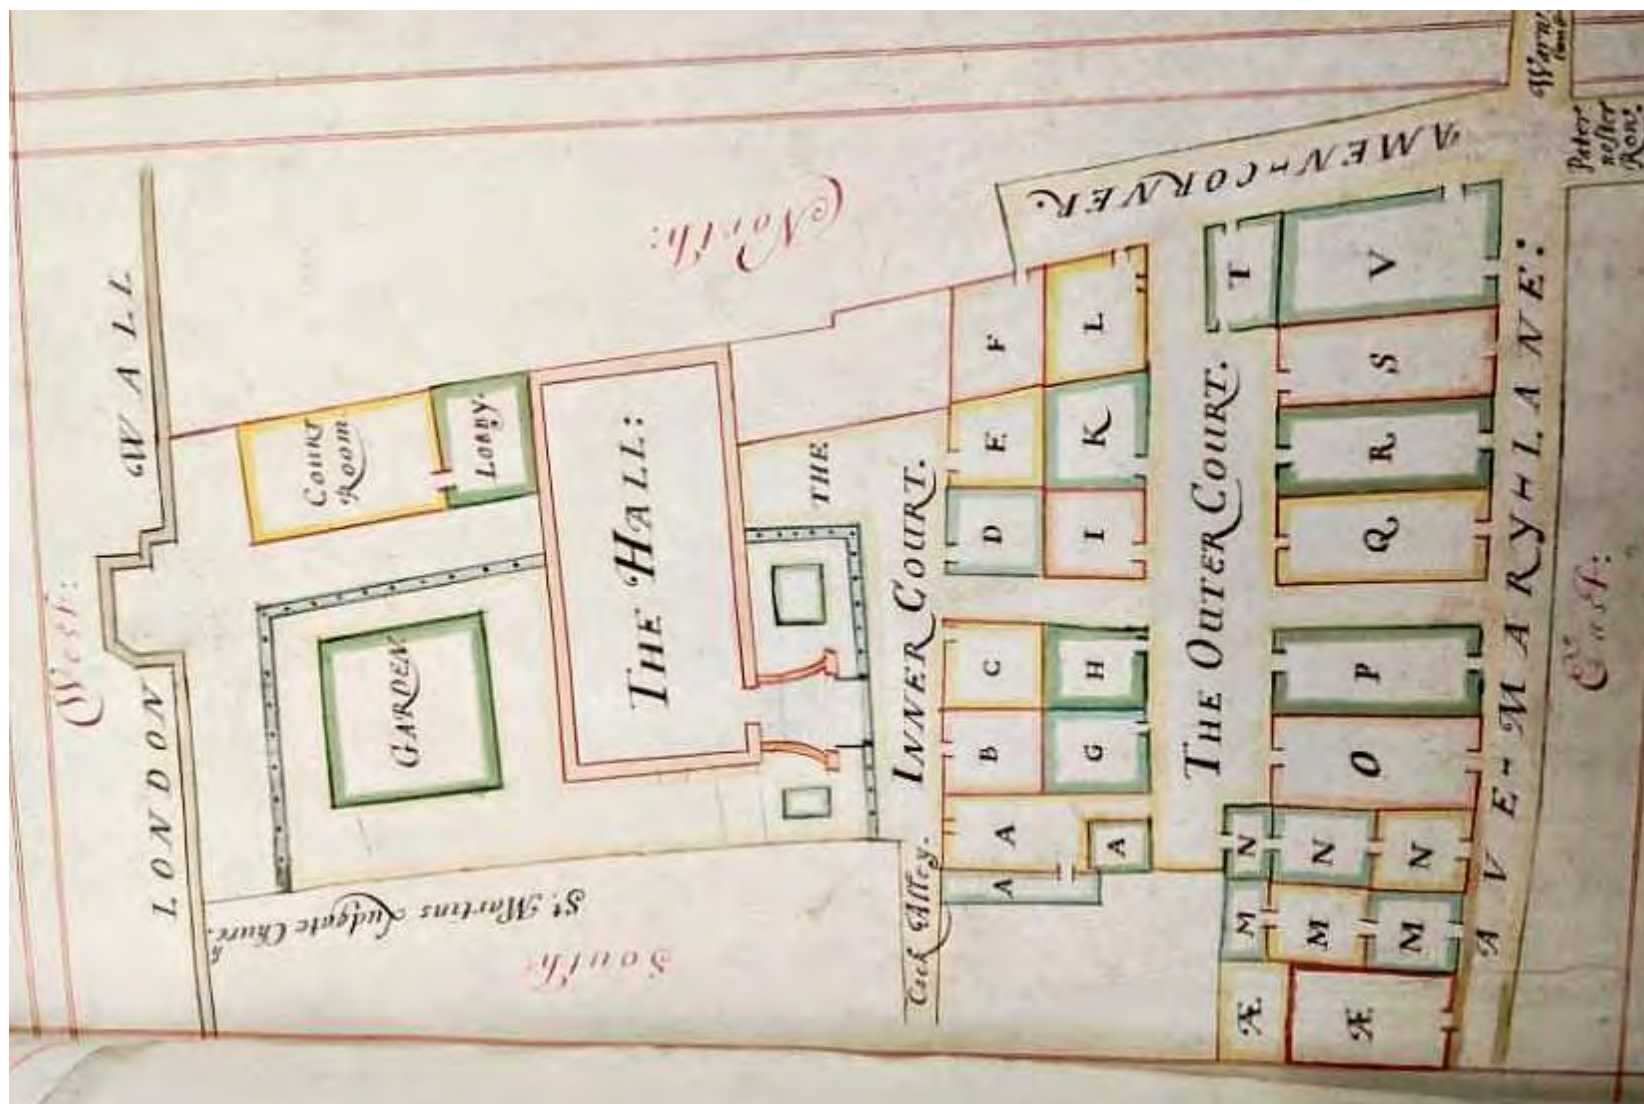 West:
LONDON WALL
North:
South:
East:
COURT
ROOM
LOBBY.
GARDEN
THE HALL:
THE
INNER COURT.
THE OUTER COURT.
AMEN-CORNER.
AVE-MARYH LANE:
Pater
noster
Row:
St. Martins Ludgate Church.
Cock Alley.
F
L
E
K
D
I
C
H
B
G
A
A
A
T
V
S
R
Q
P
O
N
N
N
M
M
M
Æ.
Æ